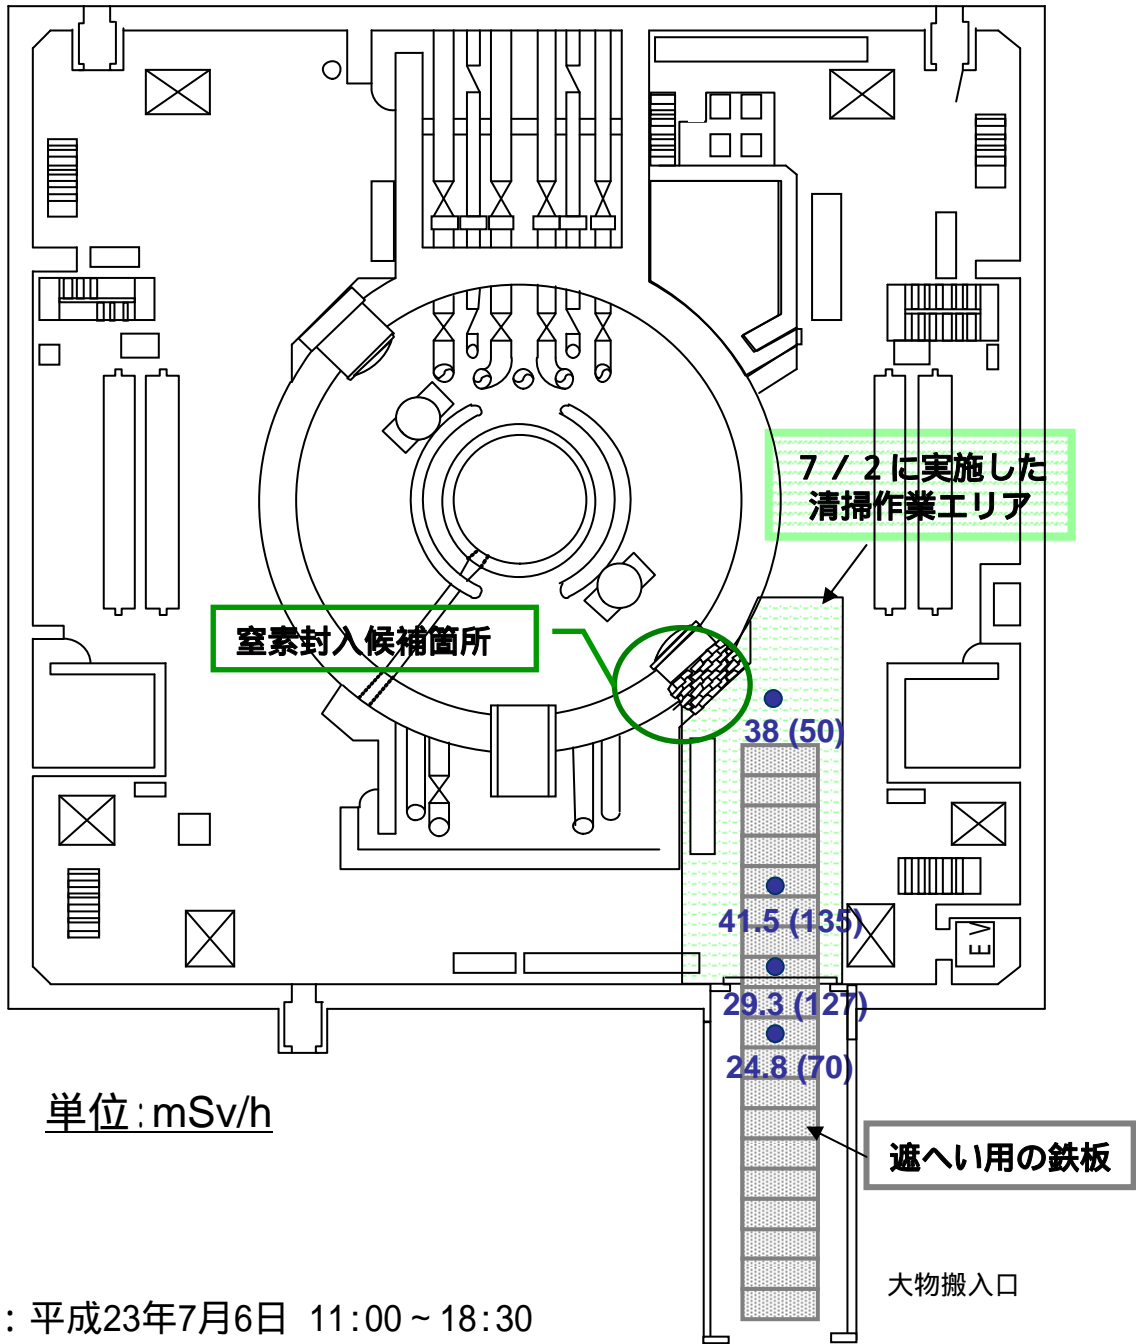 ７／２に実施した
清掃作業エリア
窒素封入候補箇所
38 (50)
41.5 (135)
EV
29.3 (127)
24.8 (70)
単位:mSv/h
遮へい用の鉄板
大物搬入口
: 平成23年7月6日 11:00～18:30